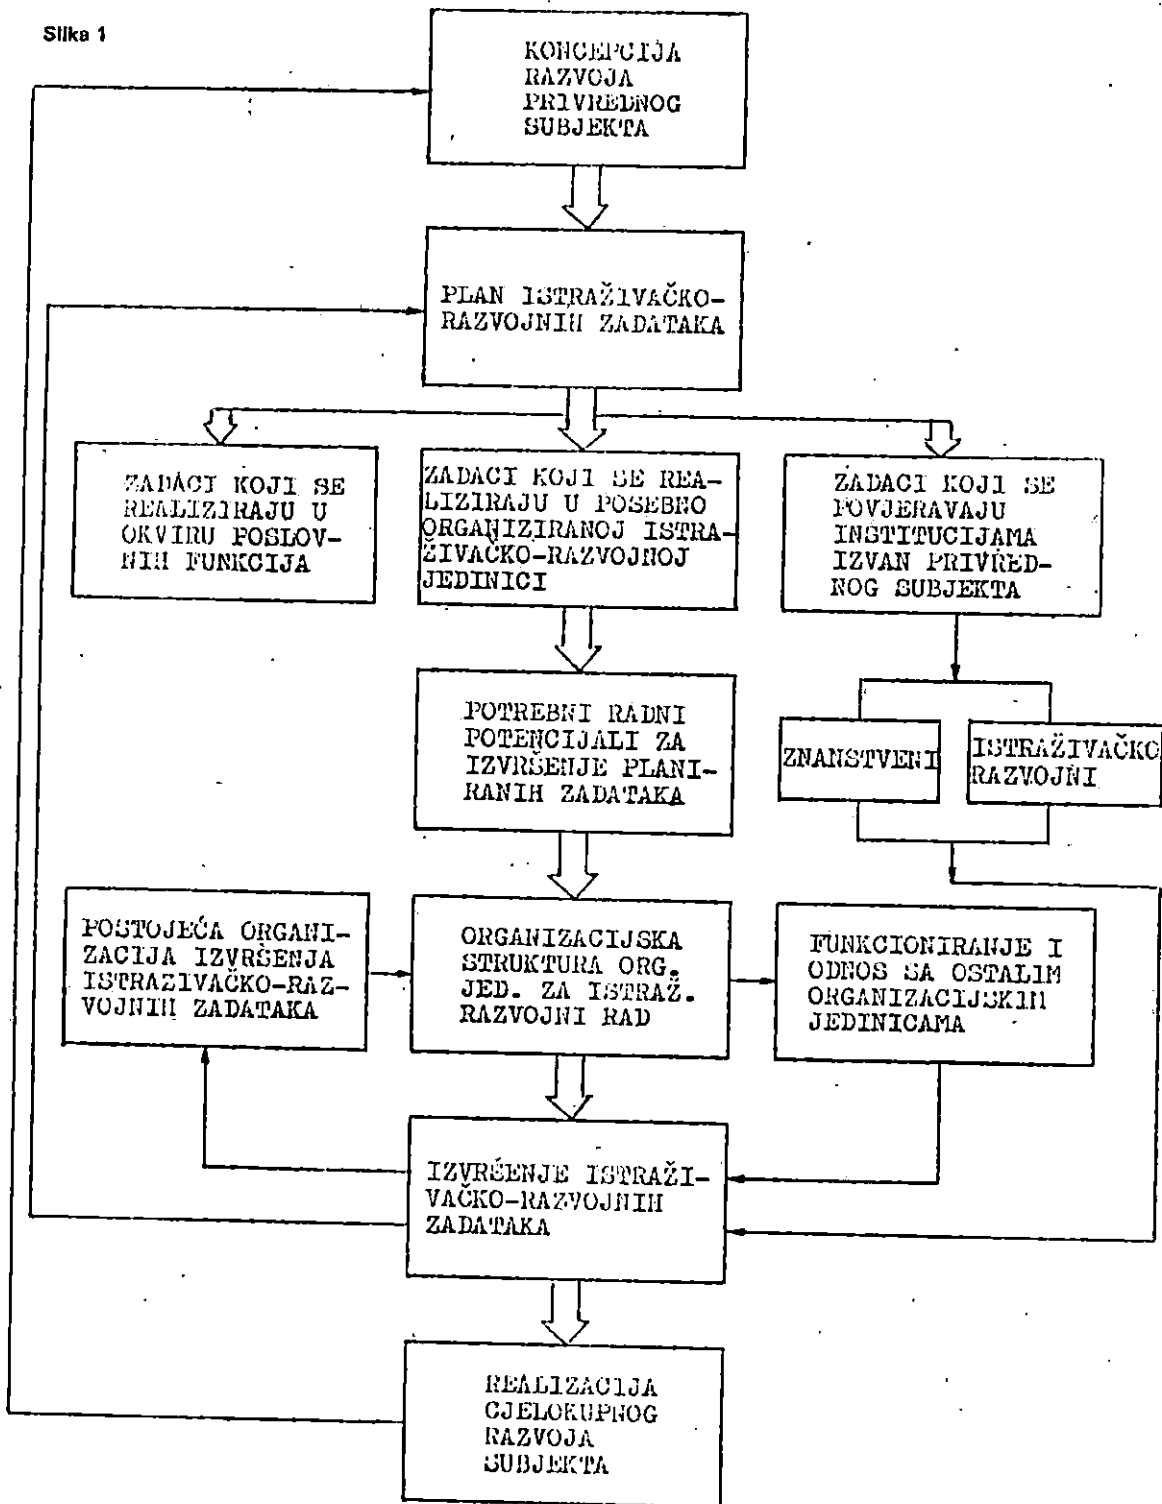 Slika 1
KONCEPCIJA
RAZVOJA
PRIVREDNOG
SUBJEKTA
PLAN ISTRAŽIVAČKO-
RAZVOJNIH ZADATAKA
ZADACI KOJI SE
REALIZIRAJU U
OKVIRU POSLOV-
NIH FUNKCIJA
ZADACI KOJI SE REA-
LIZIRAJU U POSEBNO
ORGANIZIRANOJ ISTRA-
ŽIVAČKO-RAZVOJNOJ
JEDINICI
ZADACI KOJI SE
POVJERAVAJU
INSTITUCIJAMA
IZVAN PRIVRED-
NOG SUBJEKTA
POTREBNI RADNI
POTENCIJALI ZA
IZVRŠENJE PLANI-
RANIH ZADATAKA
ZNANSTVENI
ISTRAŽIVAČKO
RAZVOJNI
POSTOJEĆA ORGANI-
ZACIJA IZVRŠENJA
ISTRAZIVAČKO-RAZ-
VOJNIH ZADATAKA
ORGANIZACIJSKA
STRUKTURA ORG.
JED. ZA ISTRAŽ.
RAZVOJNI RAD
FUNKCIONIRANJE I
ODNOS SA OSTALIM
ORGANIZACIJSKIM
JEDINICAMA
IZVRŠENJE ISTRAŽI-
VAČKO-RAZVOJNIH
ZADATAKA
REALIZACIJA
CJELOKUPNOG
RAZVOJA
SUBJEKTA